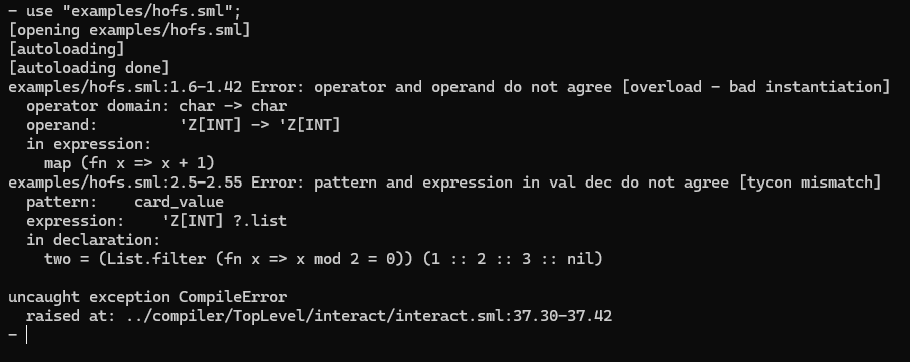 - use "examples/hofs.sml";
[opening examples/hofs.sml]
[autoloading]
[autoloading done]
examples/hofs.sml:1.6-1.42 Error: operator and operand do not agree [overload - bad instantiation]
  operator domain: char -> char
  operand:         'Z[INT] -> 'Z[INT]
  in expression:
    map (fn x => x + 1)
examples/hofs.sml:2.5-2.55 Error: pattern and expression in val dec do not agree [tycon mismatch]
  pattern:    card_value
  expression:    'Z[INT] ?.list
  in declaration:
    two = (List.filter (fn x => x mod 2 = 0)) (1 :: 2 :: 3 :: nil)

uncaught exception CompileError
  raised at: ../compiler/TopLevel/interact/interact.sml:37.30-37.42
-